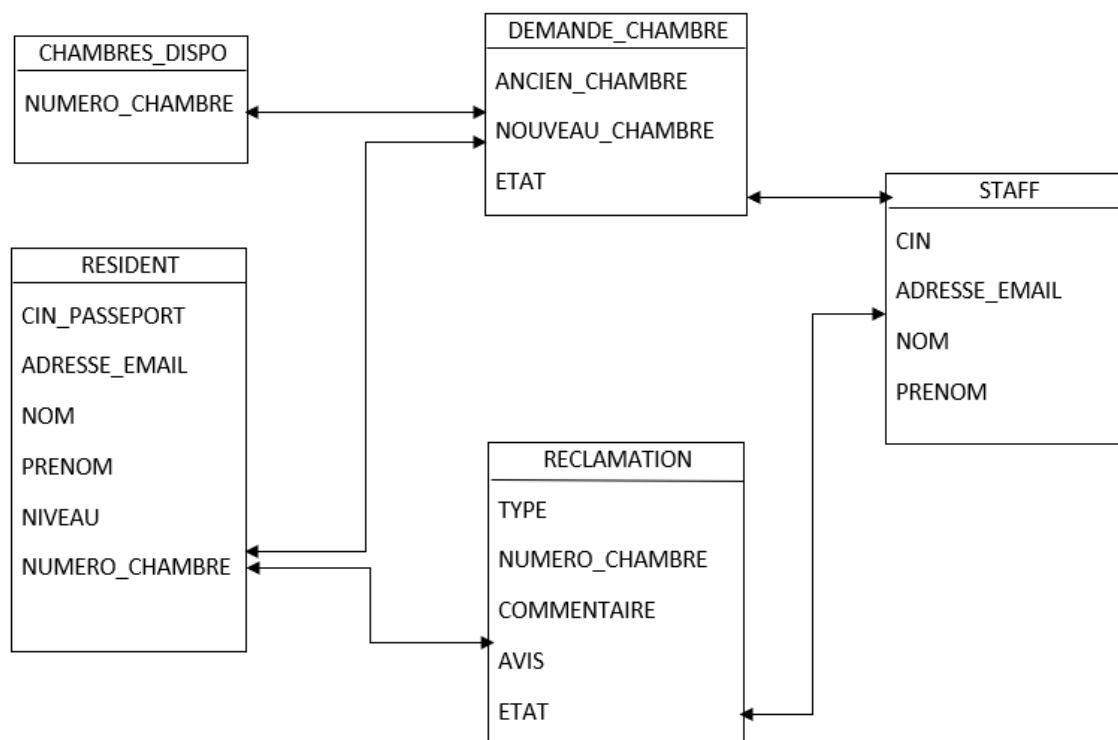 CHAMBRES_DISPO
NUMERO_CHAMBRE
DEMANDE_CHAMBRE
ANCIEN_CHAMBRE
NOUVEAU_CHAMBRE
ETAT
STAFF
CIN
ADRESSE_EMAIL
NOM
PRENOM
RESIDENT
CIN_PASSEPORT
ADRESSE_EMAIL
NOM
PRENOM
NIVEAU
NUMERO_CHAMBRE
RECLAMATION
TYPE
NUMERO_CHAMBRE
COMMENTAIRE
AVIS
ETAT